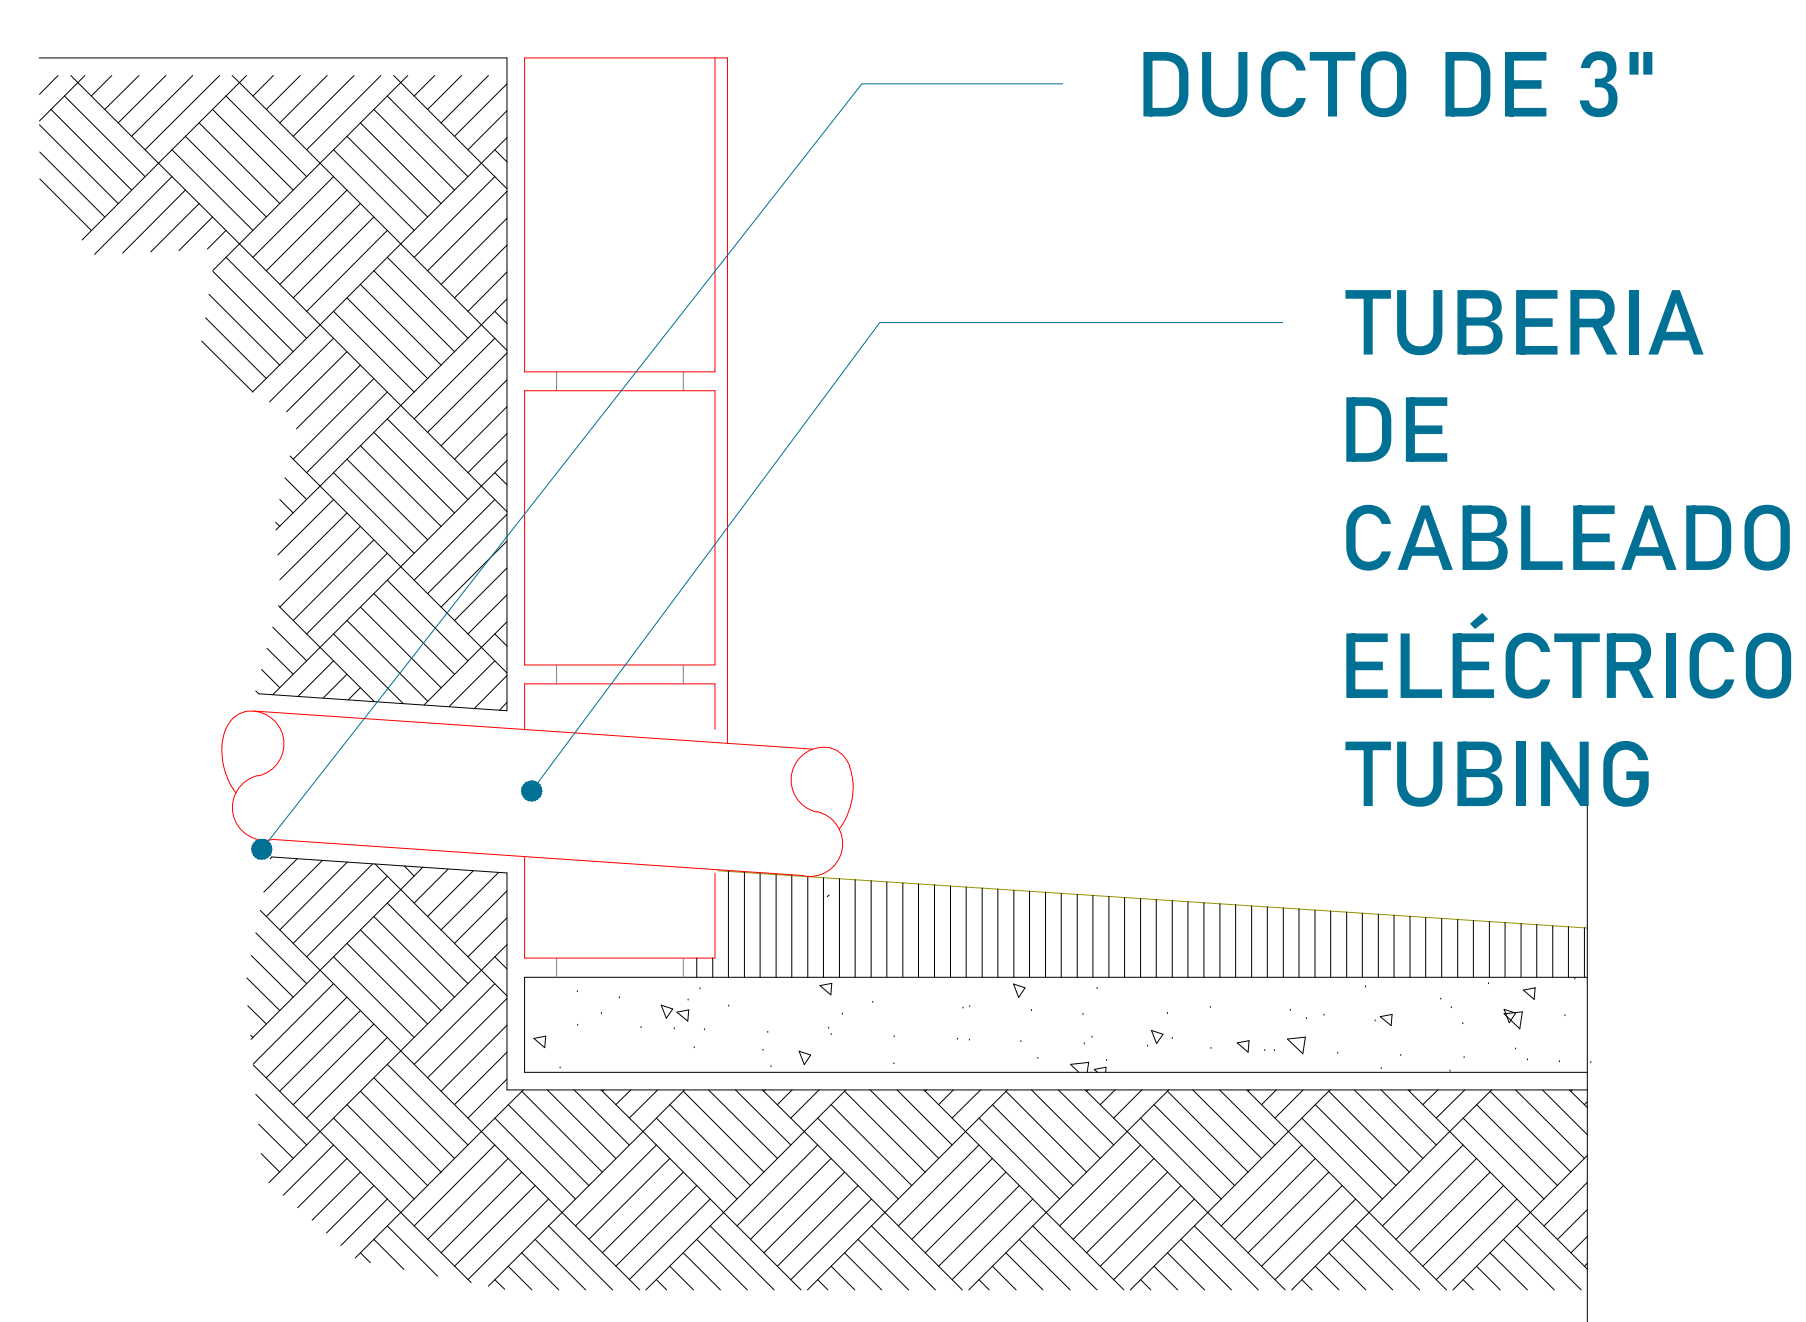 DUCTO DE 3"
TUBERIA
DE
CABLEADO
ELÉCTRICO
TUBING